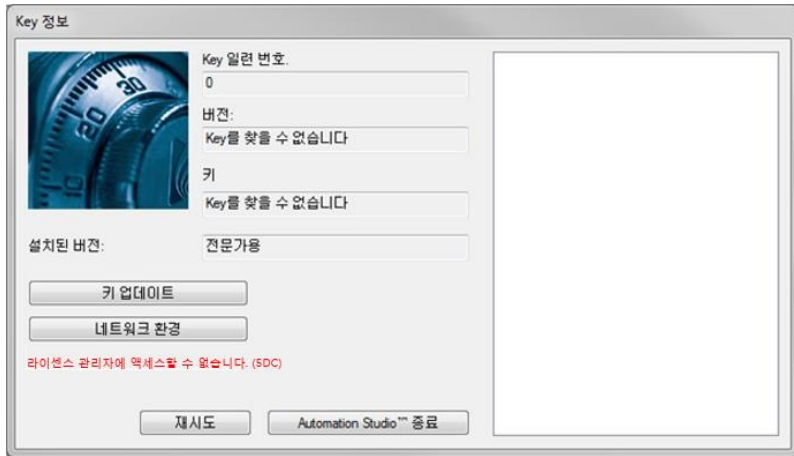 Key 정보
Key 일련 번호.
0
버전:
Key를 찾을 수 없습니다
키
Key를 찾을 수 없습니다
설치된 버전:
전문가용
키 업데이트
네트워크 환경
라이센스 관리자에 액세스할 수 없습니다. (5DC)
재시도
Automation Studio™ 종료